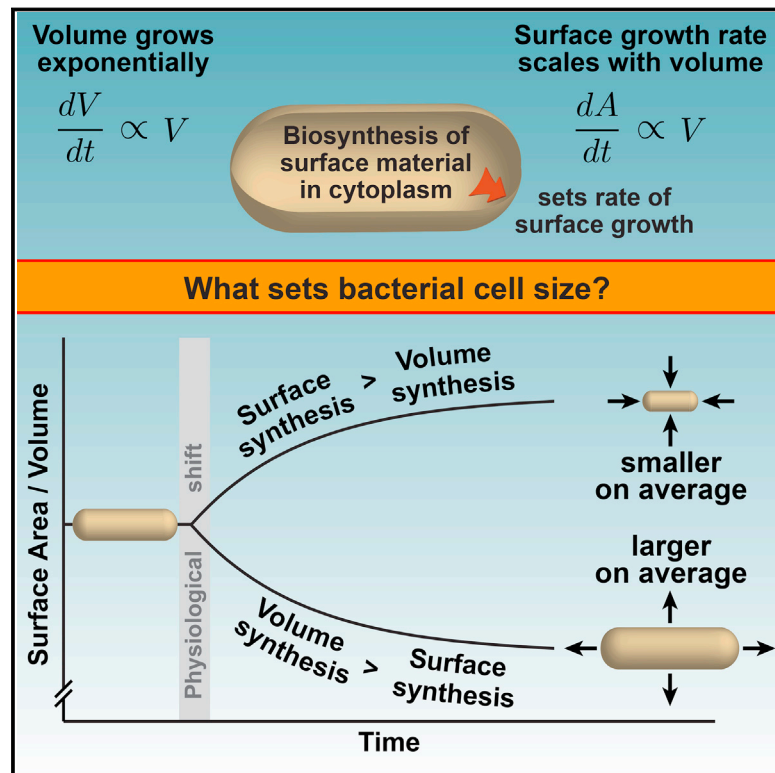 Volume grows
exponentially
dV/dt ∝ V
Surface growth rate
scales with volume
dA/dt ∝ V
Biosynthesis of
surface material
in cytoplasm
sets rate of
surface growth
What sets bacterial cell size?
Surface Area / Volume
Physiological shift
Surface
synthesis
>
Volume
synthesis
Volume
synthesis
>
Surface
synthesis
smaller
on average
larger
on average
Time